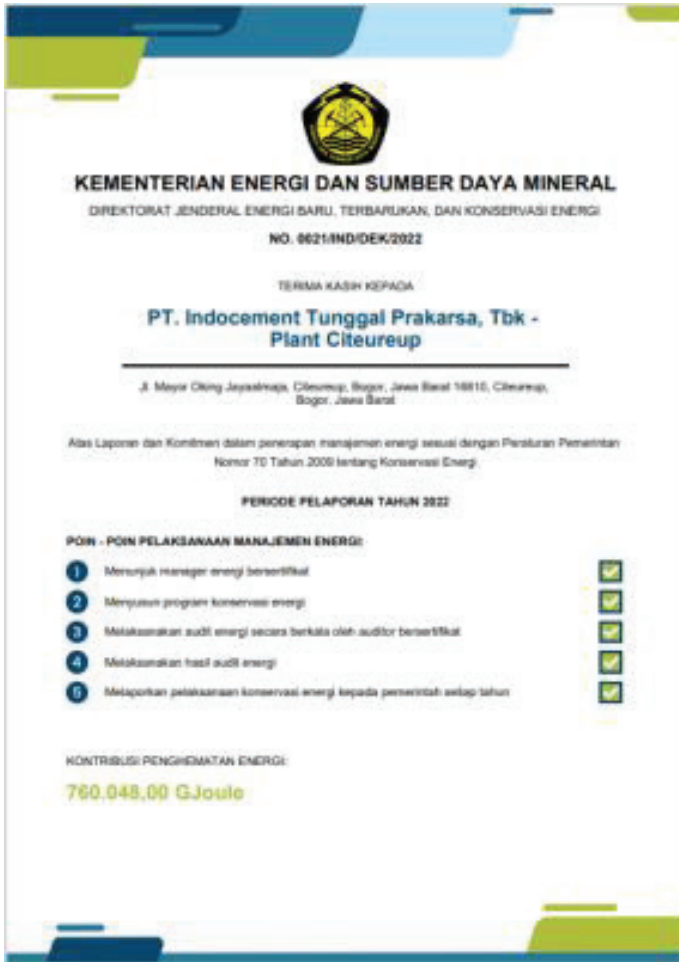 KEMENTERIAN ENERGI DAN SUMBER DAYA MINERAL
DIREKTORAT JENDERAL ENERGI BARU, TERBARUKAN, DAN KONSERVASI ENERGI
NO. 0021/IND/DEK/2022
TERIMA KASIH KEPADA
PT. Indocement Tunggal Prakarsa, Tbk -
Plant Citeureup
Jl. Mayor Oking Jayaatmaja, Citeureup, Bogor, Jawa Barat 16810, Citeureup,
Bogor, Jawa Barat
Atas Laporan dan Komitmen dalam penerapan manajemen energi sesuai dengan Peraturan Pemerintan
Nomor 70 Tahun 2009 tentang Konservasi Energi
PERIODE PELAPORAN TAHUN 2022
POIN - POIN PELAKSANAAN MANAJEMEN ENERGI:
1 Menunjuk manager energi bersertifikat
2 Menyusun program konservasi energi
3 Melaksanakan audit energi secara berkala oleh auditor bersertifikat
4 Melaksanakan hasil audit energi
5 Melaporkan pelaksanaan konservasi energi kepada pemerintah setiap tahun
KONTRIBUSI PENGHEMATAN ENERGI:
760.048,00 GJoule